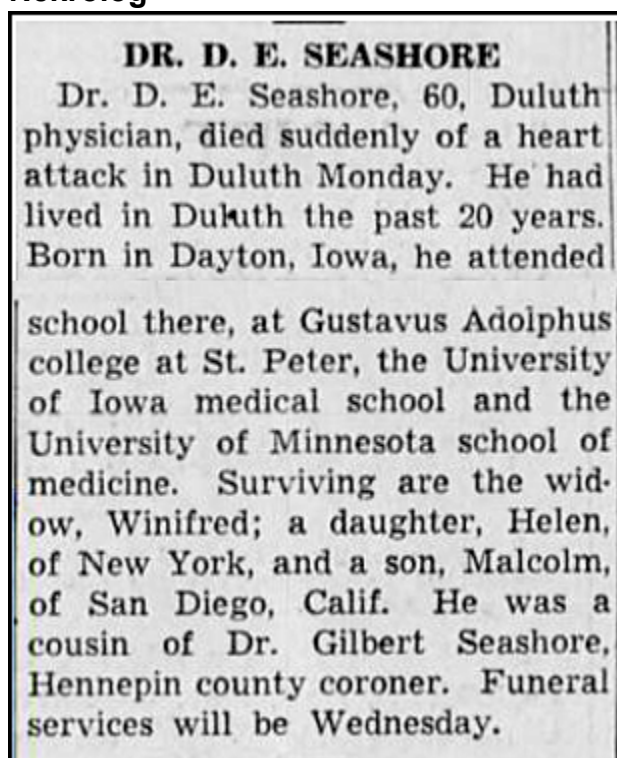 DR. D. E. SEASHORE
Dr. D. E. Seashore, 60, Duluth
physician, died suddenly of a heart
attack in Duluth Monday. He had
lived in Duluth the past 20 years.
Born in Dayton, Iowa, he attended
school there, at Gustavus Adolphus
college at St. Peter, the University
of Iowa medical school and the
University of Minnesota school of
medicine. Surviving are the wid-
ow, Winifred; a daughter, Helen,
of New York, and a son, Malcolm,
of San Diego, Calif. He was a
cousin of Dr. Gilbert Seashore,
Hennepin county coroner. Funeral
services will be Wednesday.